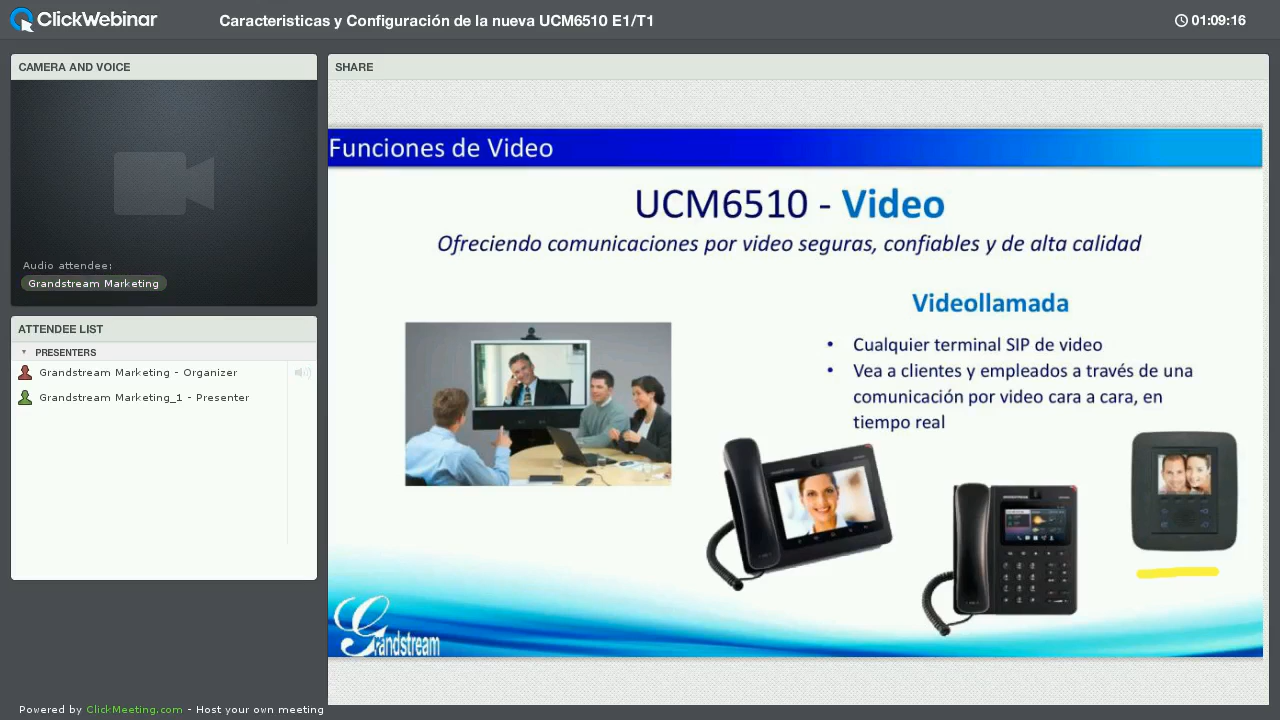 ClickWebinar
Caracteristicas y Configuración de la nueva UCM6510 E1/T1
01:09:16
CAMERA AND VOICE
Audio attendee:
Grandstream Marketing
ATTENDEE LIST
PRESENTERS
Grandstream Marketing - Organizer
Grandstream Marketing_1 - Presenter
SHARE
Funciones de Video
UCM6510 - Video
Ofreciendo comunicaciones por video seguras, confiables y de alta calidad
Videollamada
• Cualquier terminal SIP de video
• Vea a clientes y empleados a través de una
comunicación por video cara a cara, en
tiempo real
Grandstream
Powered by ClickMeeting.com - Host your own meeting